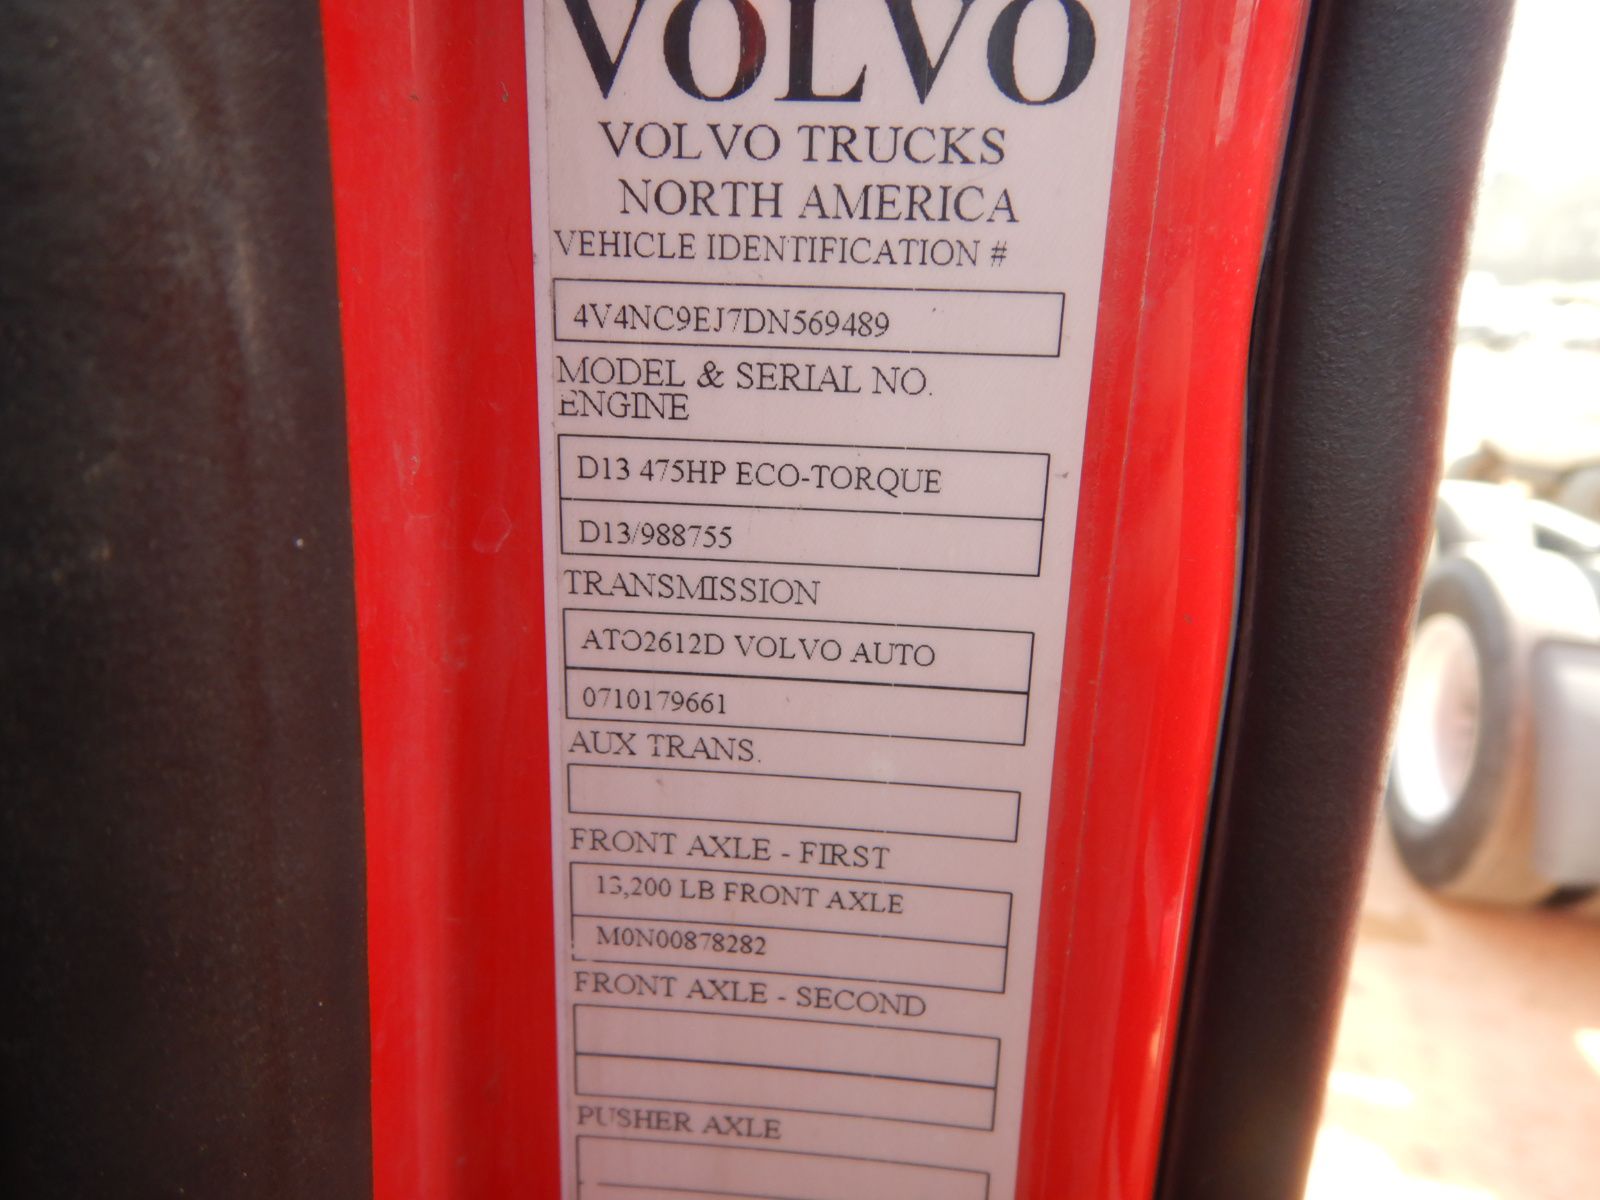 VOLVO
VOLVO TRUCKS
NORTH AMERICA
VEHICLE IDENTIFICATION #
4V4NC9EJ7DN569489
MODEL & SERIAL NO.
ENGINE
D13 475HP ECO-TORQUE
D13/988755
TRANSMISSION
ATO2612D VOLVO AUTO
0710179661
AUX TRANS.
FRONT AXLE - FIRST
13,200 LB FRONT AXLE
M0N00878282
FRONT AXLE - SECOND
PUSHER AXLE